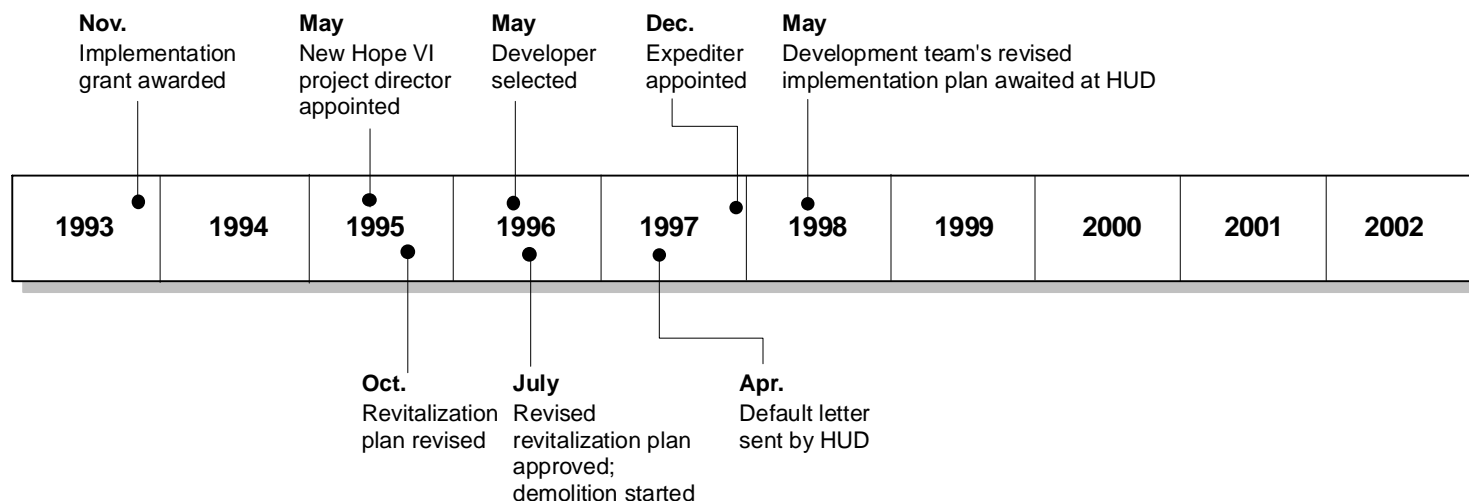 Nov.
Implementation
grant awarded
May
New Hope VI
project director
appointed
May
Developer
selected
Dec.
Expediter
appointed
May
Development team's revised
implementation plan awaited at HUD
1993
1994
1995
1996
1997
1998
1999
2000
2001
2002
Oct.
Revitalization
plan revised
July
Revised
revitalization plan
approved;
demolition started
Apr.
Default letter
sent by HUD